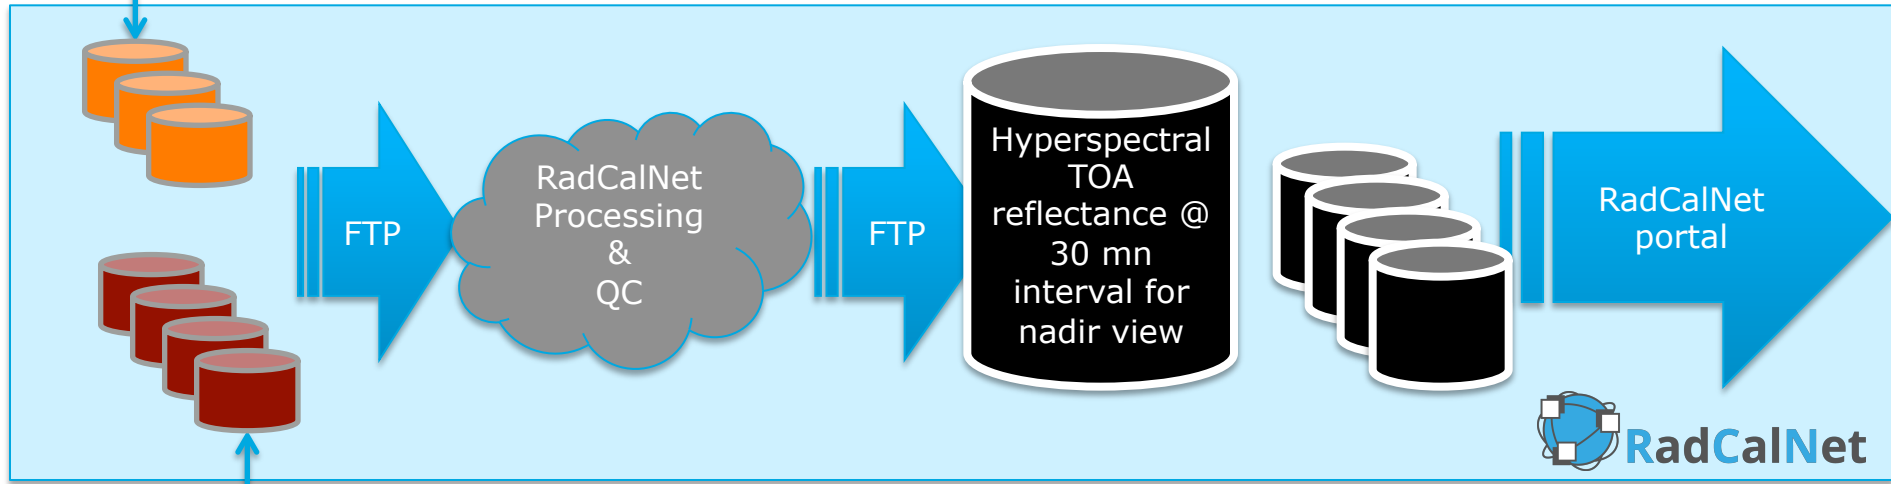 FTP
RadCalNet
Processing
&
QC
FTP
Hyperspectral
TOA
reflectance @
30 mn
interval for
nadir view
RadCalNet
portal
RadCalNet